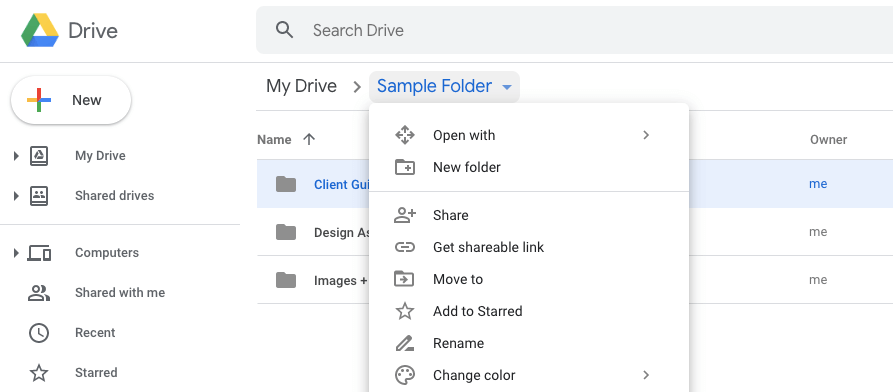 Drive
Search Drive
My Drive
Sample Folder
New
Name
Owner
My Drive
Shared drives
Computers
Shared with me
Recent
Starred
Open with
New folder
Share
Get shareable link
Move to
Add to Starred
Rename
Change color
Client Gui
me
Design As
me
Images +
me